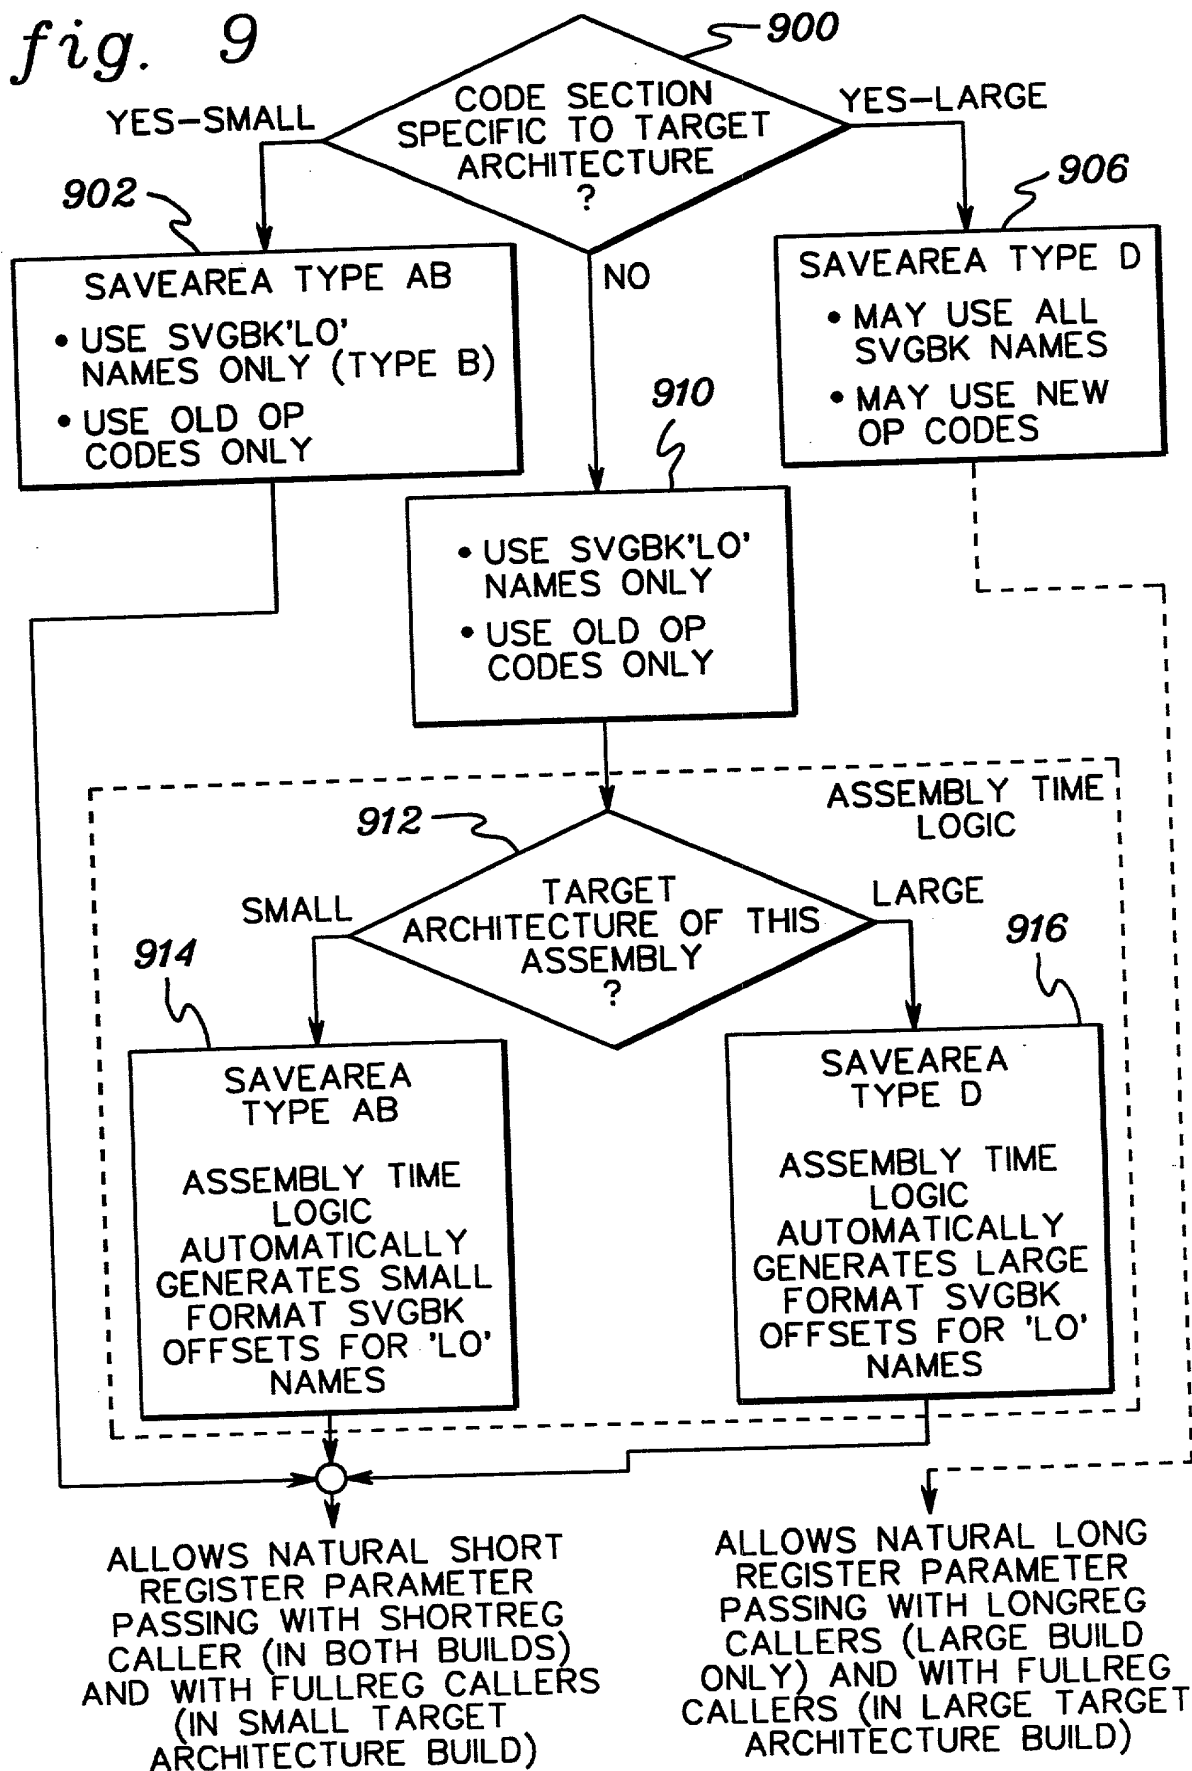 fig. 9
900
CODE SECTION
SPECIFIC TO TARGET
ARCHITECTURE
?
YES-SMALL
YES-LARGE
NO
902
SAVEAREA TYPE AB
• USE SVGBK'LO'
NAMES ONLY (TYPE B)
• USE OLD OP
CODES ONLY
906
SAVEAREA TYPE D
• MAY USE ALL
SVGBK NAMES
• MAY USE NEW
OP CODES
910
• USE SVGBK'LO'
NAMES ONLY
• USE OLD OP
CODES ONLY
ASSEMBLY TIME
LOGIC
912
TARGET
ARCHITECTURE OF THIS
ASSEMBLY
?
SMALL
LARGE
914
SAVEAREA
TYPE AB
ASSEMBLY TIME
LOGIC
AUTOMATICALLY
GENERATES SMALL
FORMAT SVGBK
OFFSETS FOR 'LO'
NAMES
916
SAVEAREA
TYPE D
ASSEMBLY TIME
LOGIC
AUTOMATICALLY
GENERATES LARGE
FORMAT SVGBK
OFFSETS FOR 'LO'
NAMES
ALLOWS NATURAL SHORT
REGISTER PARAMETER
PASSING WITH SHORTREG
CALLER (IN BOTH BUILDS)
AND WITH FULLREG CALLERS
(IN SMALL TARGET
ARCHITECTURE BUILD)
ALLOWS NATURAL LONG
REGISTER PARAMETER
PASSING WITH LONGREG
CALLERS (LARGE BUILD
ONLY) AND WITH FULLREG
CALLERS (IN LARGE TARGET
ARCHITECTURE BUILD)